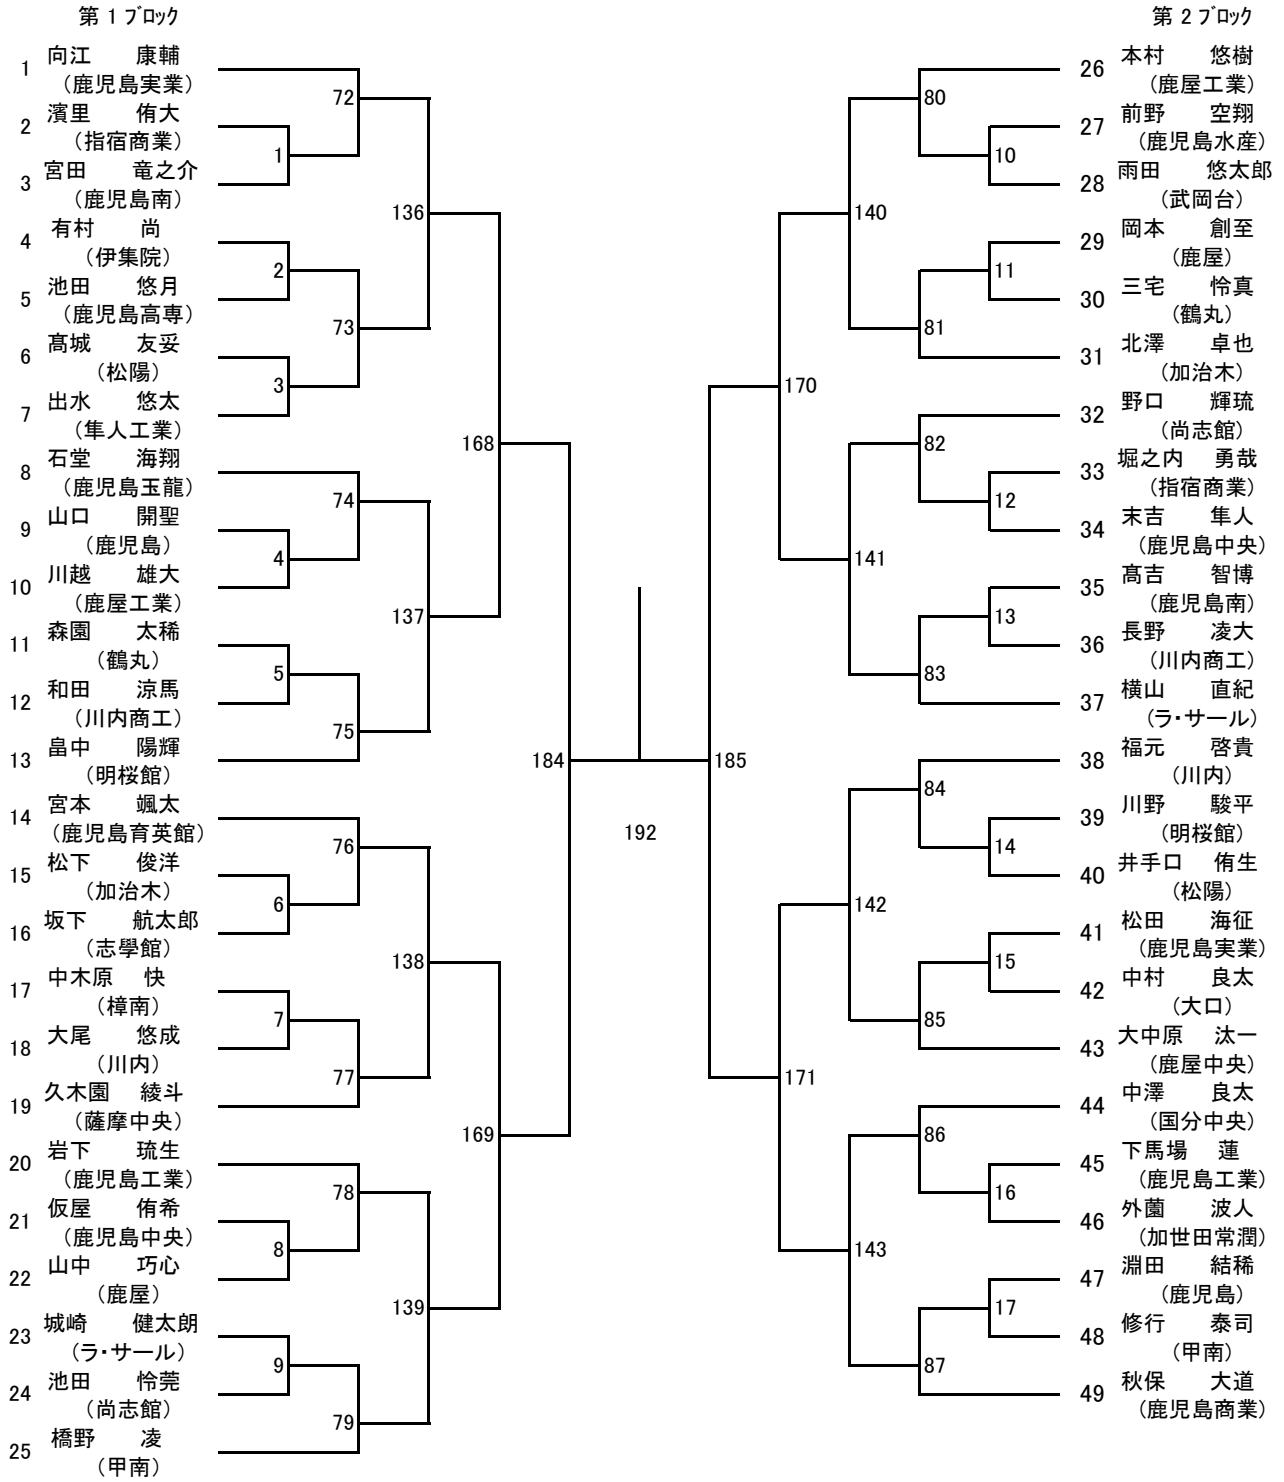 第１ブロック
1 向江 康輔
（鹿児島実業）
2 濱里 侑大
（指宿商業）
3 宮田 竜之介
（鹿児島南）
4 有村 尚
（伊集院）
5 池田 悠月
（鹿児島高専）
6 髙城 友妥
（松陽）
7 出水 悠太
（隼人工業）
8 石堂 海翔
（鹿児島玉龍）
9 山口 開聖
（鹿児島）
10 川越 雄大
（鹿屋工業）
11 森園 太稀
（鶴丸）
12 和田 涼馬
（川内商工）
13 畠中 陽輝
（明桜館）
14 宮本 颯太
（鹿児島育英館）
15 松下 俊洋
（加治木）
16 坂下 航太郎
（志學館）
17 中木原 快
（樟南）
18 大尾 悠成
（川内）
19 久木園 綾斗
（薩摩中央）
20 岩下 琉生
（鹿児島工業）
21 仮屋 侑希
（鹿児島中央）
22 山中 巧心
（鹿屋）
23 城崎 健太朗
（ラ・サール）
24 池田 怜莞
（尚志館）
25 橋野 凌
（甲南）
1
2
3
4
5
6
7
8
9
72
73
74
75
76
77
78
79
136
137
138
139
168
169
184
192
185
170
171
140
141
142
143
80
81
82
83
84
85
86
87
10
11
12
13
14
15
16
17
第２ブロック
26 本村 悠樹
（鹿屋工業）
27 前野 空翔
（鹿児島水産）
28 雨田 悠太郎
（武岡台）
29 岡本 創至
（鹿屋）
30 三宅 怜真
（鶴丸）
31 北澤 卓也
（加治木）
32 野口 輝琉
（尚志館）
33 堀之内 勇哉
（指宿商業）
34 末吉 隼人
（鹿児島中央）
35 髙吉 智博
（鹿児島南）
36 長野 凌大
（川内商工）
37 横山 直紀
（ラ・サール）
38 福元 啓貴
（川内）
39 川野 駿平
（明桜館）
40 井手口 侑生
（松陽）
41 松田 海征
（鹿児島実業）
42 中村 良太
（大口）
43 大中原 汰一
（鹿屋中央）
44 中澤 良太
（国分中央）
45 下馬場 蓮
（鹿児島工業）
46 外薗 波人
（加世田常潤）
47 淵田 結稀
（鹿児島）
48 修行 泰司
（甲南）
49 秋保 大道
（鹿児島商業）